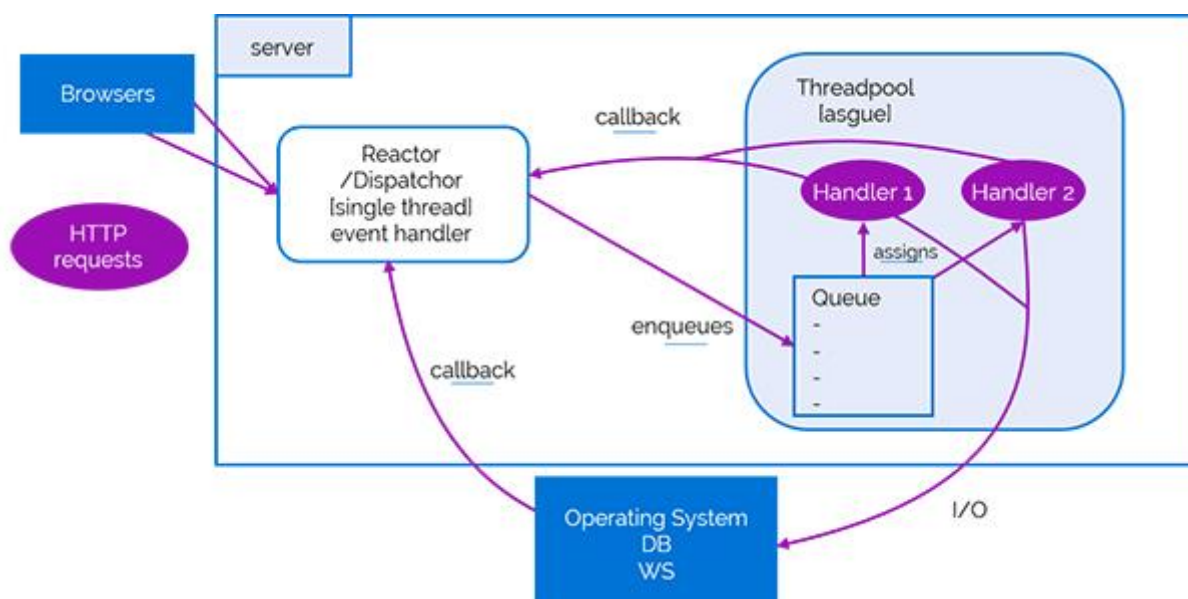 server
Browsers
HTTP
requests
Reactor
/Dispatchor
[single thread]
event handler
callback
Threadpool
[asgue]
Handler 1
Handler 2
assigns
Queue
-
-
-
-
enqueues
callback
Operating System
DB
WS
I/O